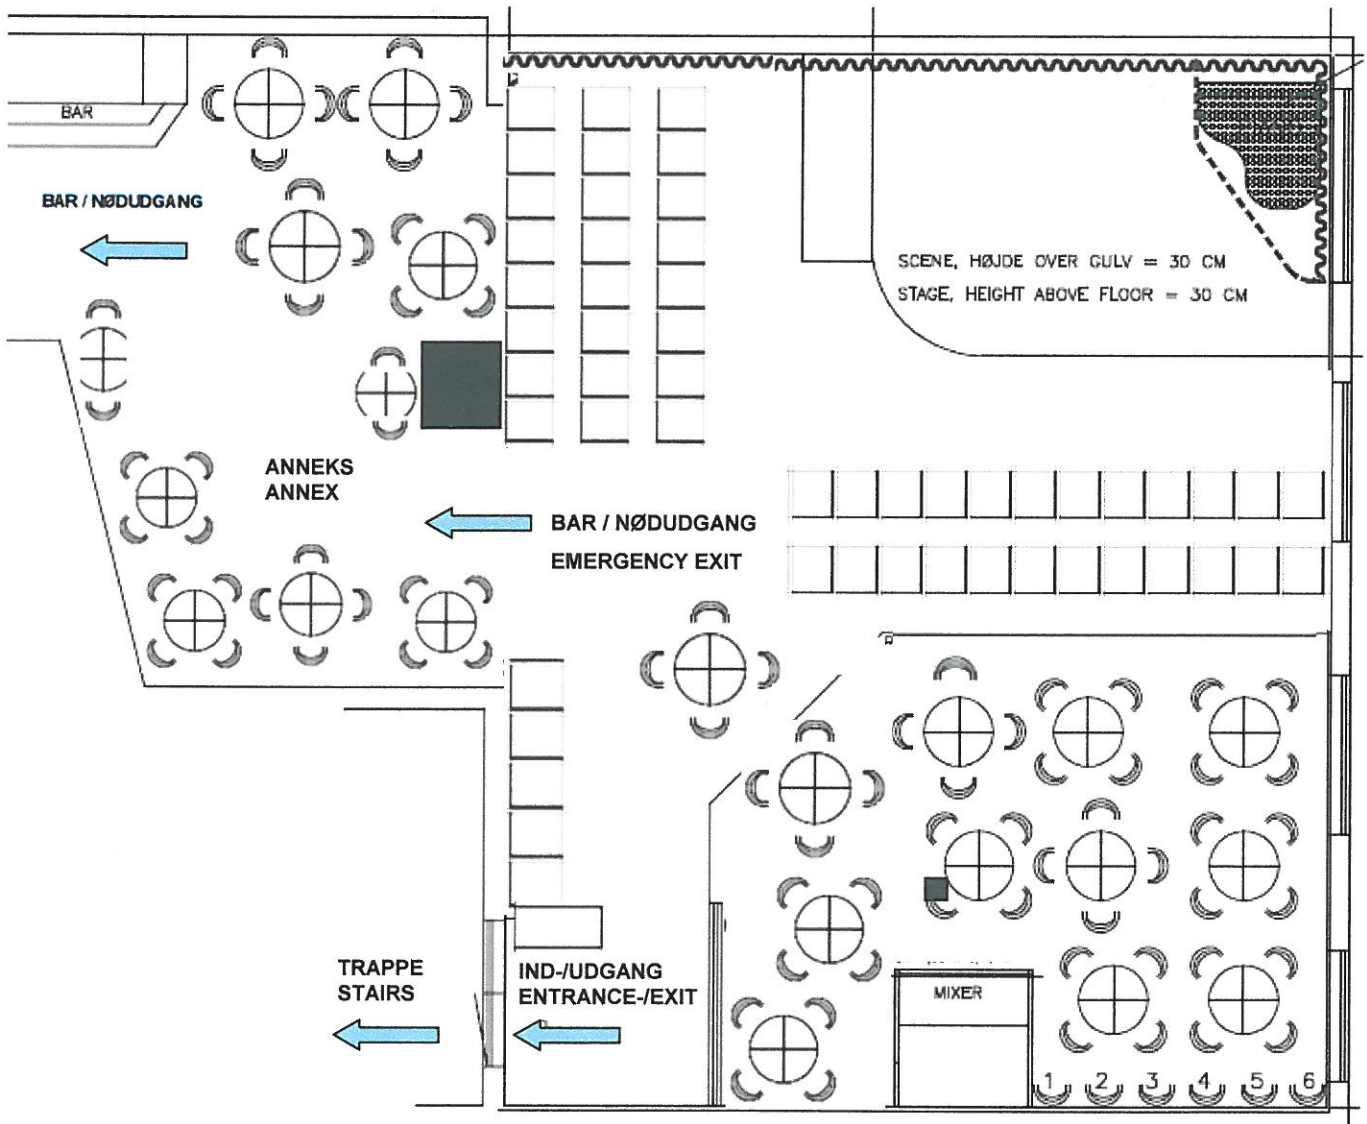 BAR
BAR / NØDUDGANG
SCENE, HØJDE OVER GULV = 30 CM
STAGE, HEIGHT ABOVE FLOOR = 30 CM
ANNEKS
ANNEX
BAR / NØDUDGANG
EMERGENCY EXIT
TRAPPE
STAIRS
IND-/UDGANG
ENTRANCE-/EXIT
MIXER
1 2 3 4 5 6